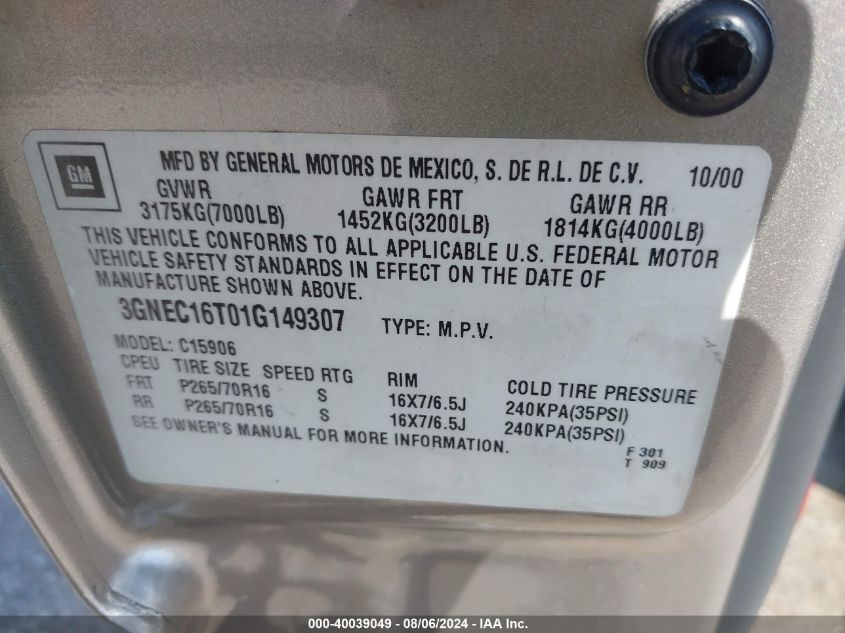 GM
MFD BY GENERAL MOTORS DE MEXICO, S. DE R.L. DE C.V. 10/00
GVWR GAWR FRT GAWR RR
3175KG(7000LB) 1452KG(3200LB) 1814KG(4000LB)
THIS VEHICLE CONFORMS TO ALL APPLICABLE U.S. FEDERAL MOTOR
VEHICLE SAFETY STANDARDS IN EFFECT ON THE DATE OF
MANUFACTURE SHOWN ABOVE.
3GNEC16T01G149307 TYPE: M.P.V.
MODEL: C15906
CPEU TIRE SIZE SPEED RTG RIM COLD TIRE PRESSURE
FRT P265/70R16 S 16X7/6.5J 240KPA(35PSI)
RR P265/70R16 S 16X7/6.5J 240KPA(35PSI)
SEE OWNER'S MANUAL FOR MORE INFORMATION.
F 301
T 909
000-40039049 - 08/06/2024 - IAA Inc.